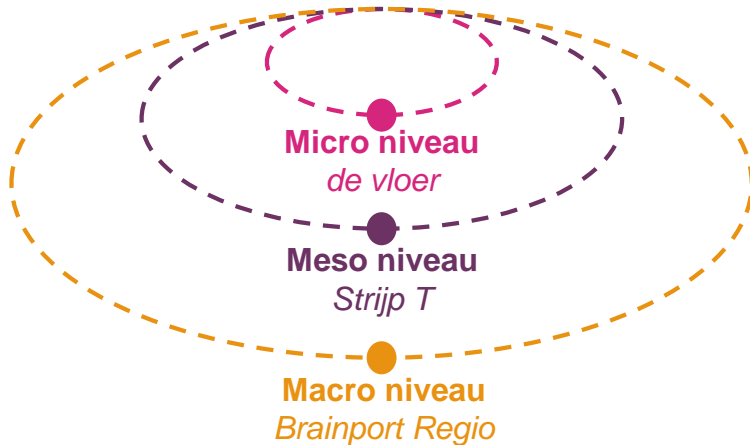 Micro niveau
de vloer
Meso niveau
Strijp T
Macro niveau
Brainport Regio